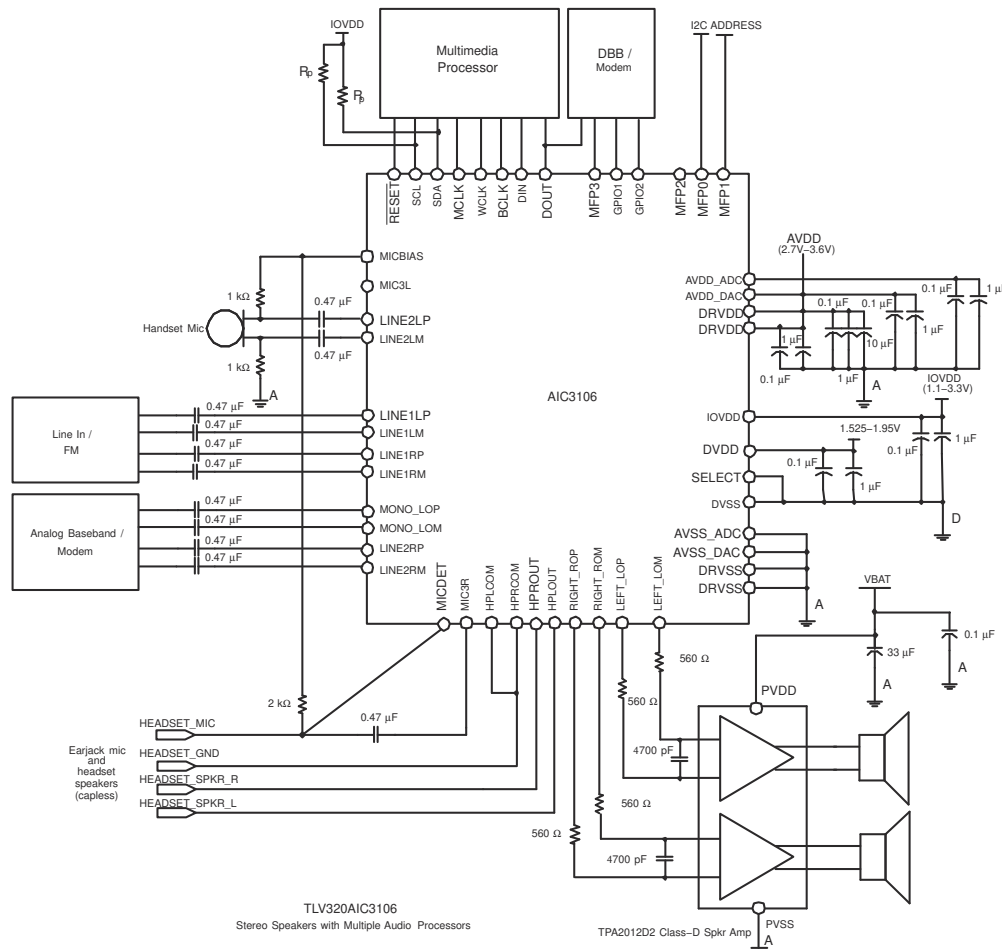 IOVDD
Rp
Rp
Multimedia
Processor
DBB /
Modem
I2C ADDRESS
RESET
SCL
SDA
MCLK
WCLK
BCLK
DIN
DOUT
MFP3
GPIO1
GPIO2
MFP2
MFP0
MFP1
AIC3106
MICBIAS
MIC3L
LINE2LP
LINE2LM
LINE1LP
LINE1LM
LINE1RP
LINE1RM
MONO_LOP
MONO_LOM
LINE2RP
LINE2RM
1 kΩ
0.47 µF
Handset Mic
0.47 µF
1 kΩ
A
Line In /
FM
0.47 µF
0.47 µF
0.47 µF
0.47 µF
Analog Baseband /
Modem
0.47 µF
0.47 µF
0.47 µF
0.47 µF
AVDD
(2.7V–3.6V)
AVDD_ADC
AVDD_DAC
DRVDD
DRVDD
0.1 µF
1 µF
0.1 µF
0.1 µF
1 µF
1 µF
10 µF
0.1 µF
1 µF
A
IOVDD
(1.1–3.3V)
IOVDD
DVDD
SELECT
DVSS
1.525–1.95V
0.1 µF
1 µF
0.1 µF
1 µF
D
AVSS_ADC
AVSS_DAC
DRVSS
DRVSS
A
MICDET
MIC3R
HPLCOM
HPRCOM
HPROUT
HPLOUT
RIGHT_ROP
RIGHT_ROM
LEFT_LOP
LEFT_LOM
VBAT
33 µF
0.1 µF
A
A
560 Ω
560 Ω
560 Ω
560 Ω
PVDD
4700 pF
4700 pF
2 kΩ
0.47 µF
HEADSET_MIC
HEADSET_GND
HEADSET_SPKR_R
HEADSET_SPKR_L
Earjack mic
and
headset
speakers
(capless)
PVSS
A
TPA2012D2 Class–D Spkr Amp
TLV320AIC3106
Stereo Speakers with Multiple Audio Processors